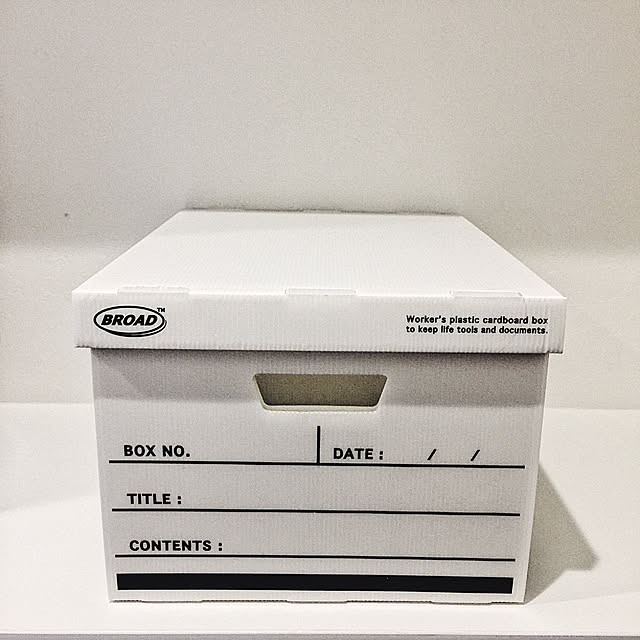 BROAD™
Worker's plastic cardboard box
to keep life tools and documents.
BOX NO.
DATE : / /
TITLE :
CONTENTS :